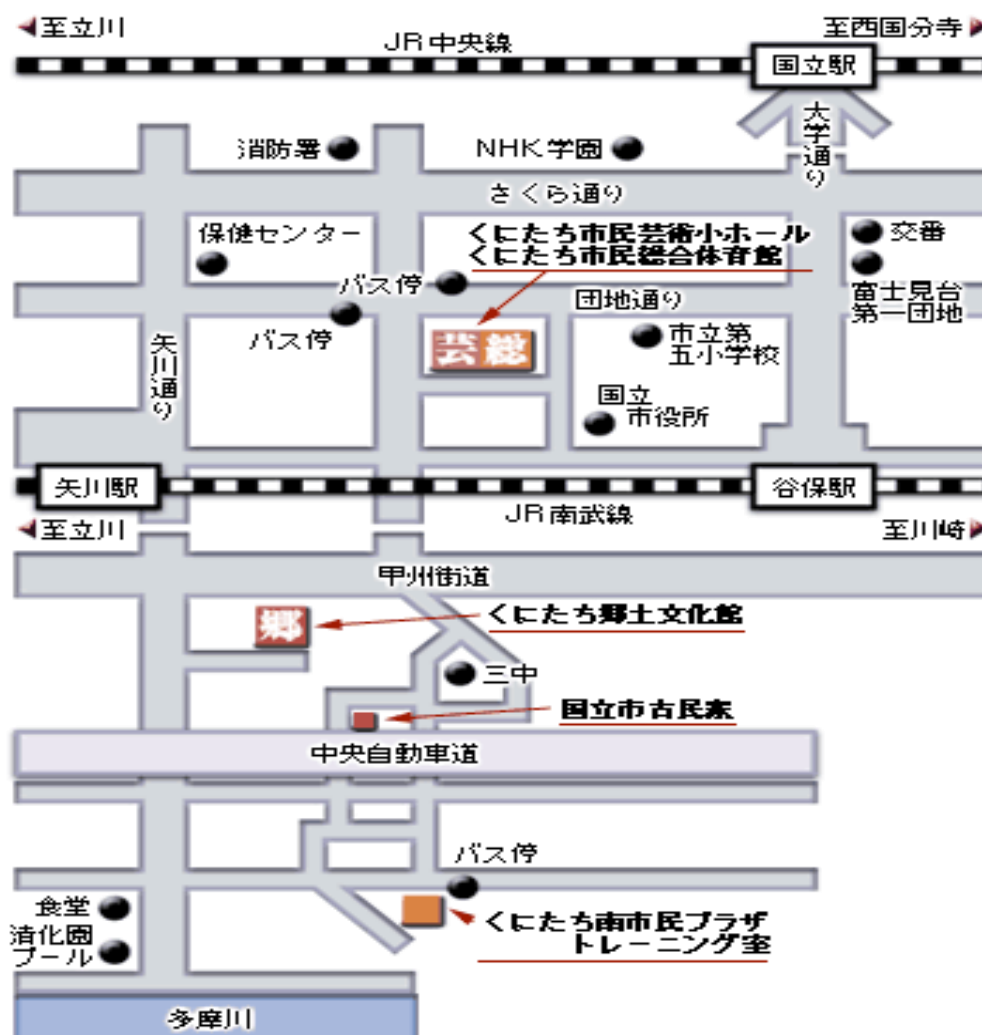 至立川
至西国分寺
JR中央線
国立駅
大学通り
消防署
NHK学園
さくら通り
保健センター
くにたち市民芸術小ホール
くにたち市民総合体育館
交番
バス停
団地通り
富士見台
第一団地
バス停
矢川通り
芸総
市立第
五小学校
国立
市役所
矢川駅
谷保駅
JR南武線
至立川
至川崎
甲州街道
郷
くにたち郷土文化館
三中
国立市古民家
中央自動車道
バス停
食堂
清化園
プール
くにたち南市民プラザ
トレーニング室
多摩川